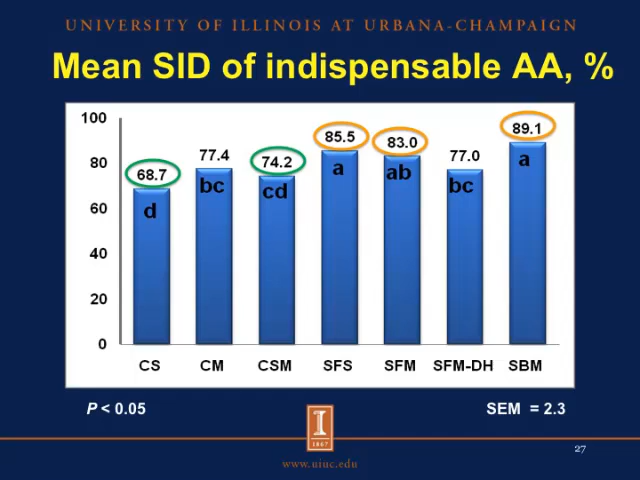 UNIVERSITY OF ILLINOIS AT URBANA-CHAMPAIGN
Mean SID of indispensable AA, %
100
80
60
40
20
0
68.7
77.4
74.2
85.5
83.0
77.0
89.1
d
bc
cd
a
ab
bc
a
CS CM CSM SFS SFM SFM-DH SBM
P < 0.05
SEM = 2.3
I
1867
www.uiuc.edu
27